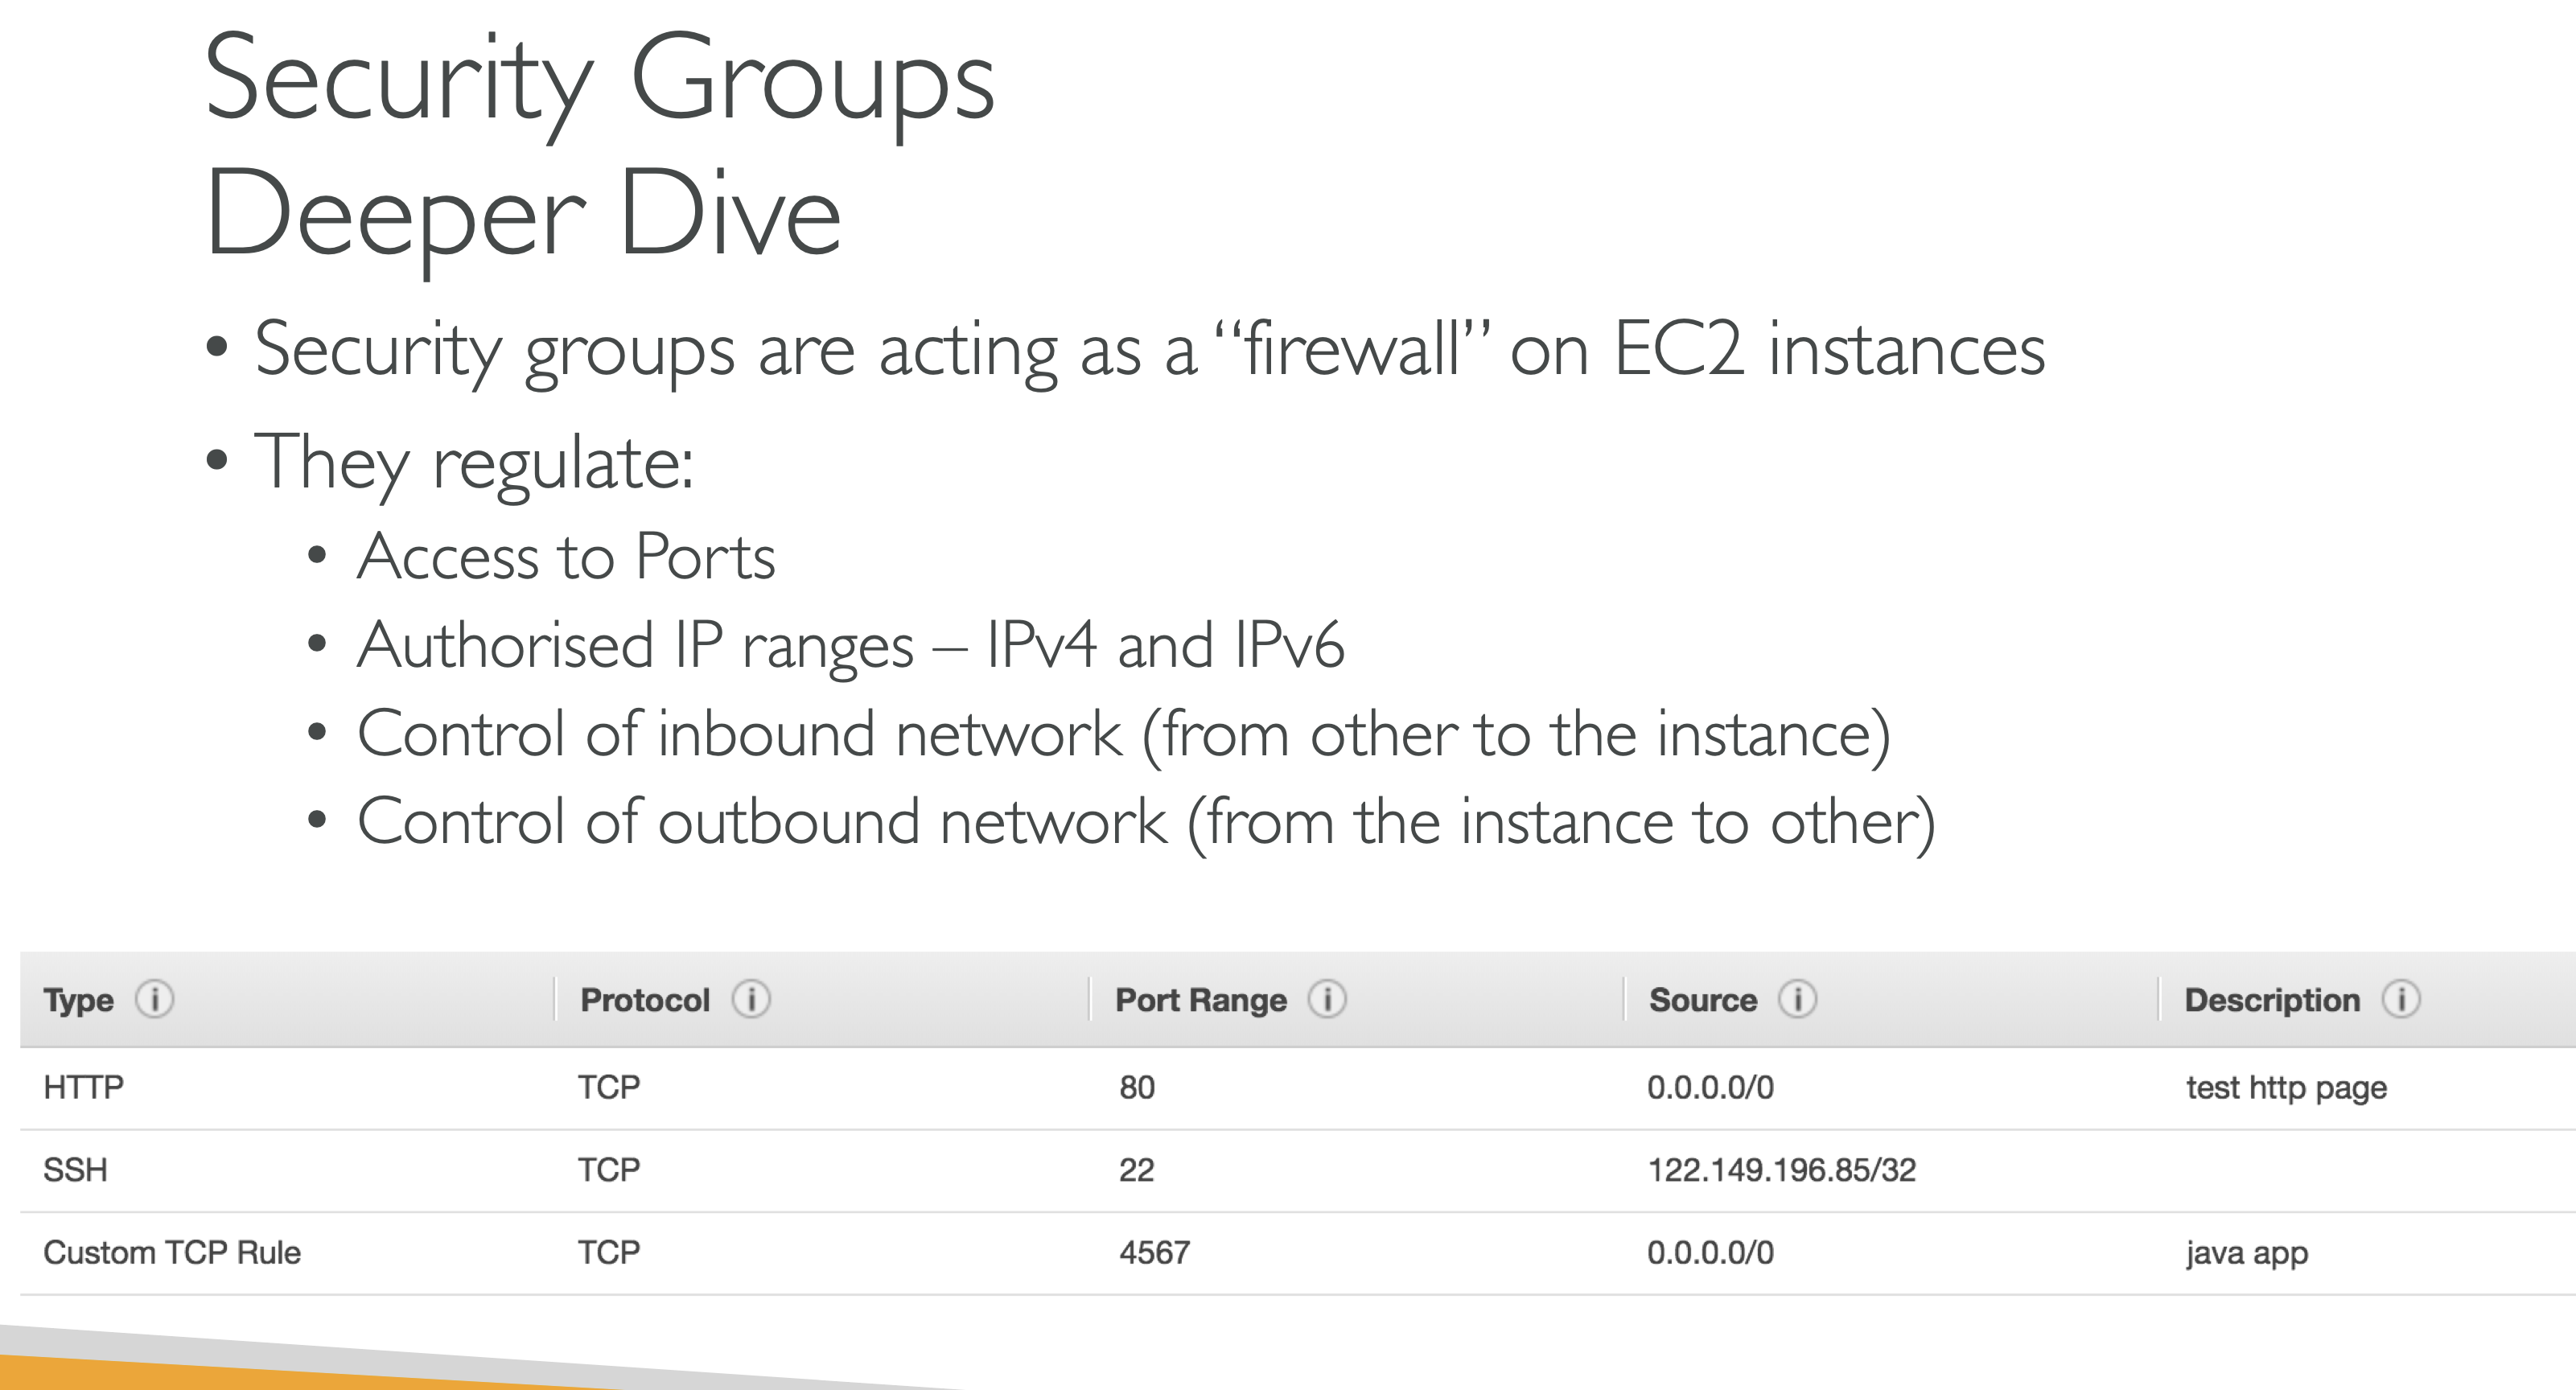 Security Groups
Deeper Dive
• Security groups are acting as a “firewall” on EC2 instances
• They regulate:
• Access to Ports
• Authorised IP ranges – IPv4 and IPv6
• Control of inbound network (from other to the instance)
• Control of outbound network (from the instance to other)
Type Protocol Port Range Source Description
HTTP TCP 80 0.0.0.0/0 test http page
SSH TCP 22 122.149.196.85/32
Custom TCP Rule TCP 4567 0.0.0.0/0 java app